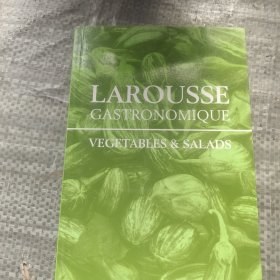 LAROUSSE
GASTRONOMIQUE
VEGETABLES & SALADS